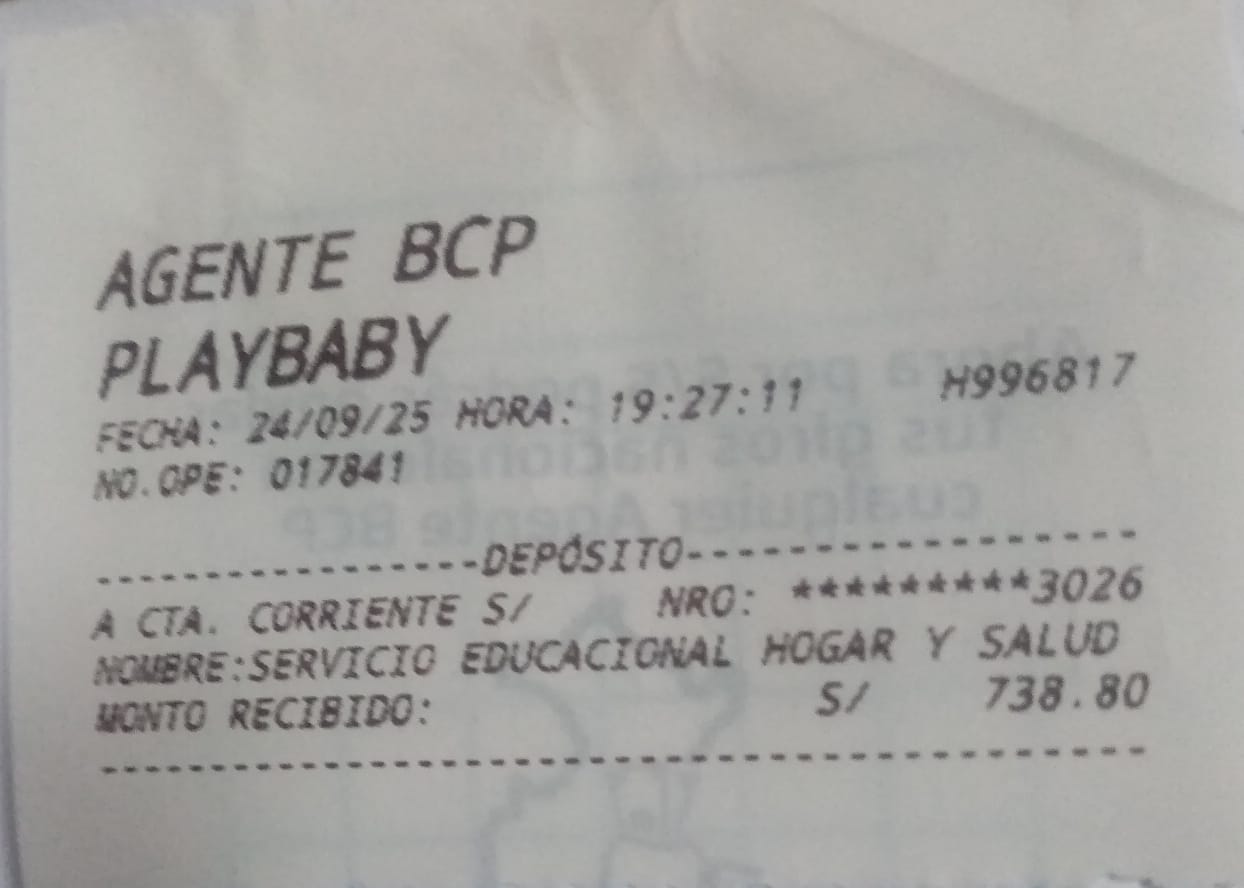 AGENTE BCP
PLAYBABY
FECHA: 24/09/25 HORA: 19:27:11 H996817
NO.OPE: 017841
-----------------DEPÓSITO-----------------
A CTA. CORRIENTE S/ NRO: *********3026
NOMBRE:SERVICIO EDUCACIONAL HOGAR Y SALUD
MONTO RECIBIDO: S/ 738.80
------------------------------------------